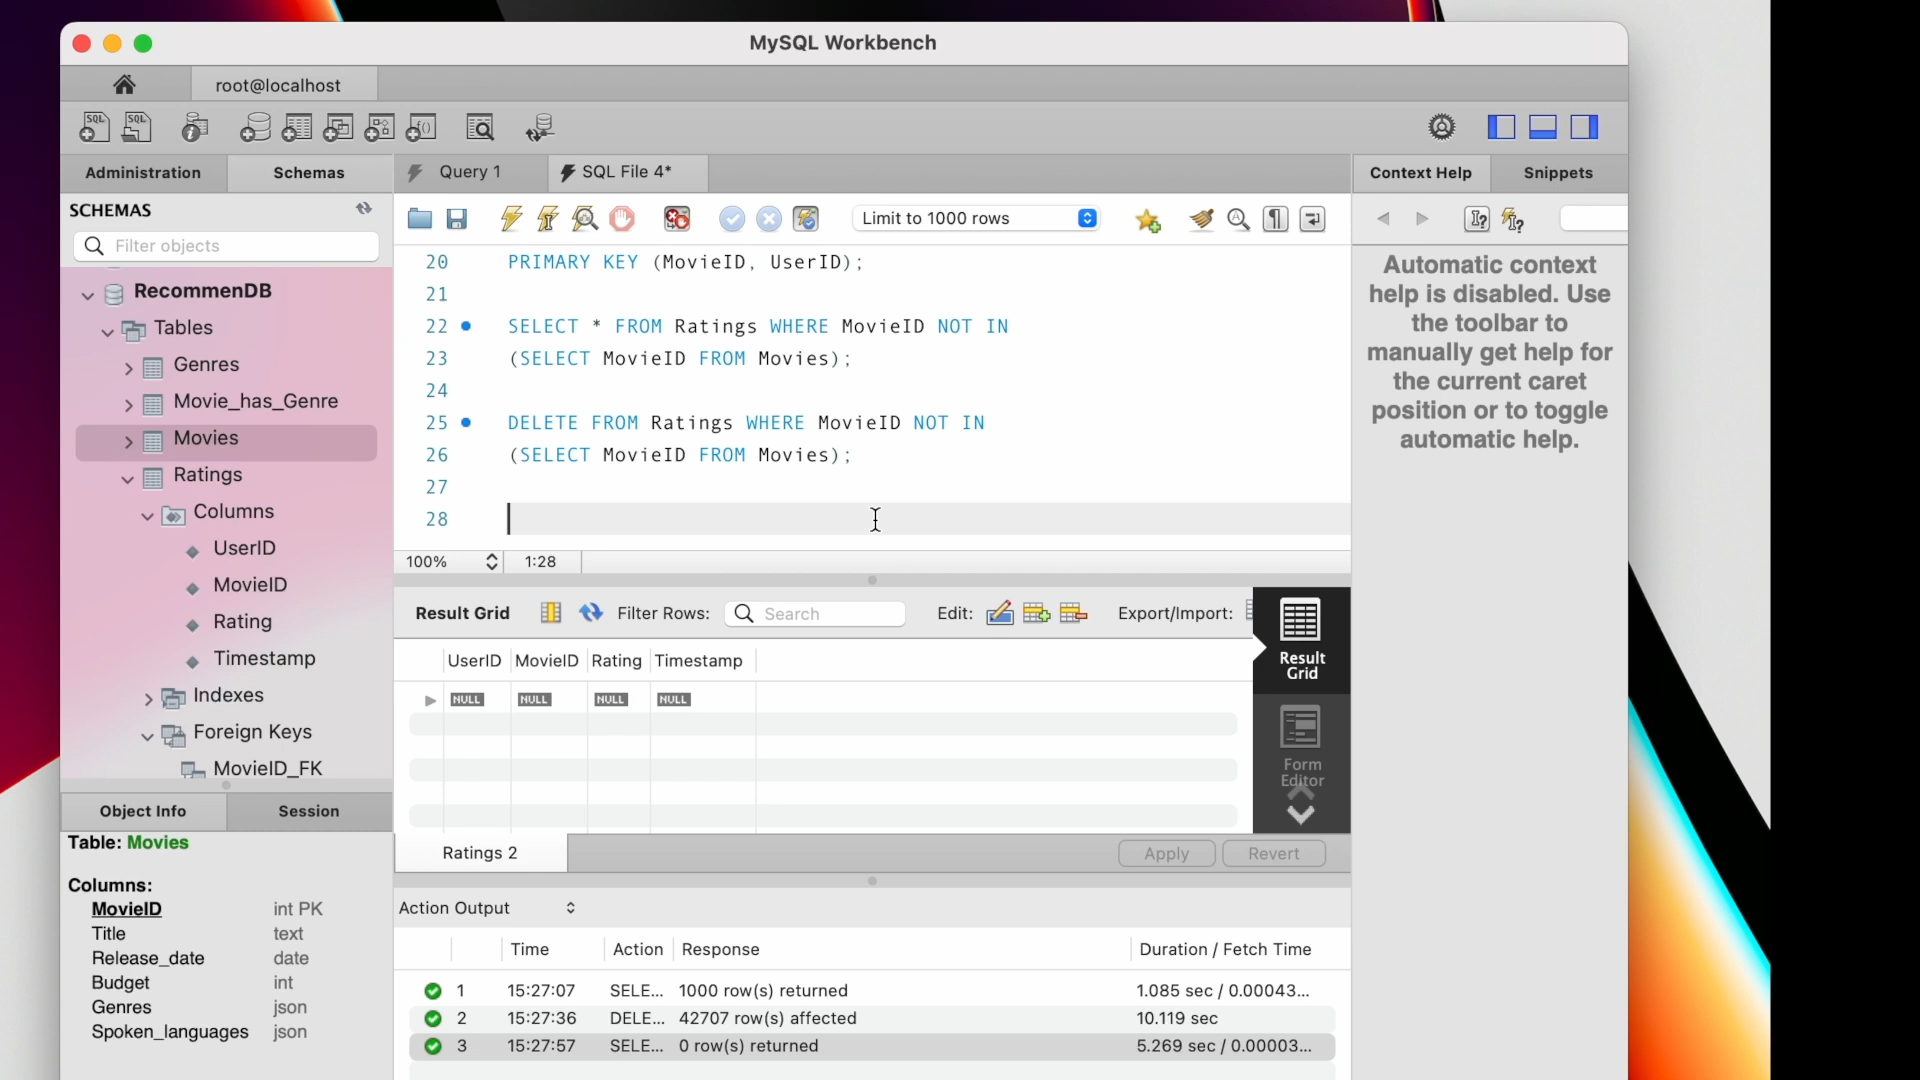 MySQL Workbench
root@localhost
SQL
SQL
Administration
Schemas
Query 1
SQL File 4*
Context Help
Snippets
SCHEMAS
Filter objects
Limit to 1000 rows
RecommenDB
Tables
Genres
Movie_has_Genre
Movies
Ratings
Columns
UserID
MovieID
Rating
Timestamp
Indexes
Foreign Keys
MovieID_FK
20 PRIMARY KEY (MovieID, UserID);
21
22 SELECT * FROM Ratings WHERE MovieID NOT IN
23 (SELECT MovieID FROM Movies);
24
25 DELETE FROM Ratings WHERE MovieID NOT IN
26 (SELECT MovieID FROM Movies);
27
28
100%
1:28
Automatic context
help is disabled. Use
the toolbar to
manually get help for
the current caret
position or to toggle
automatic help.
Result Grid
Filter Rows:
Search
Edit:
Export/Import:
UserID MovieID Rating Timestamp
NULL NULL NULL NULL
Result
Grid
Form
Editor
Ratings 2
Apply
Revert
Object Info
Session
Table: Movies
Columns:
MovieID int PK
Title text
Release_date date
Budget int
Genres json
Spoken_languages json
Action Output
Time Action Response Duration / Fetch Time
1 15:27:07 SELE... 1000 row(s) returned 1.085 sec / 0.00043...
2 15:27:36 DELE... 42707 row(s) affected 10.119 sec
3 15:27:57 SELE... 0 row(s) returned 5.269 sec / 0.00003...